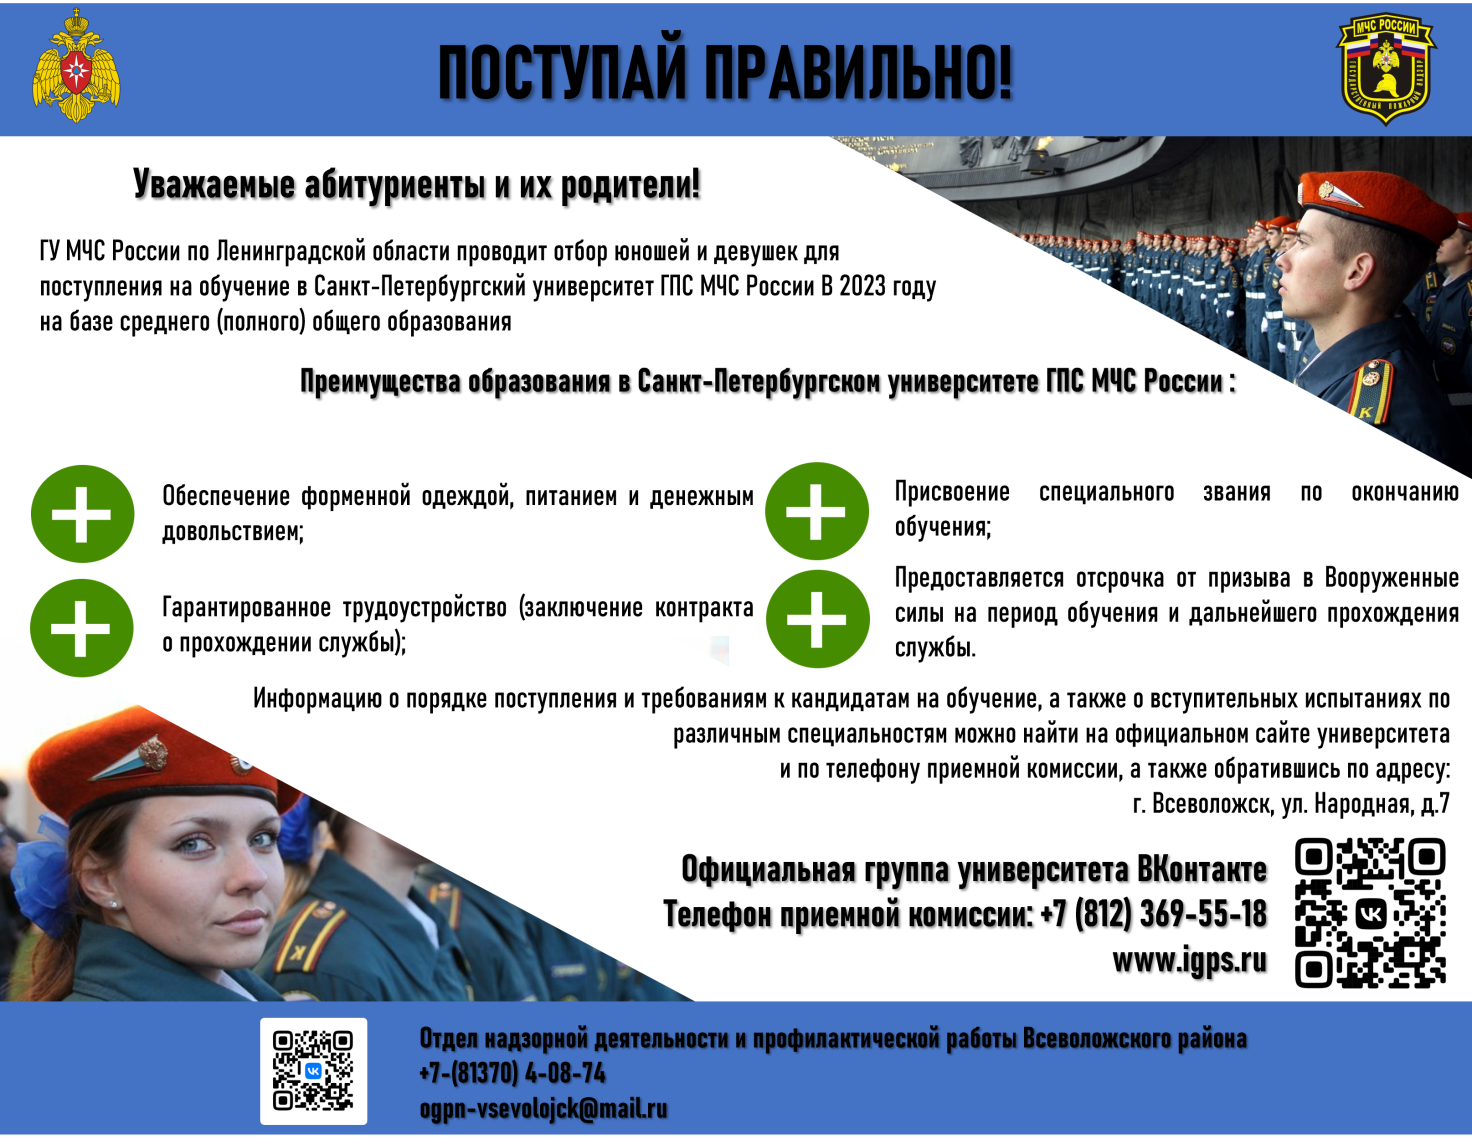 ПОСТУПАЙ ПРАВИЛЬНО!
МЧС РОССИИ
ГОСУДАРСТВЕННЫЙ ПОЖАРНЫЙ НАДЗОР
Уважаемые абитуриенты и их родители!
ГУ МЧС России по Ленинградской области проводит отбор юношей и девушек для
поступления на обучение в Санкт-Петербургский университет ГПС МЧС России В 2023 году
на базе среднего (полного) общего образования
Преимущества образования в Санкт-Петербургском университете ГПС МЧС России :
Обеспечение форменной одеждой, питанием и денежным
довольствием;
Гарантированное трудоустройство (заключение контракта
о прохождении службы);
Присвоение специального звания по окончанию
обучения;
Предоставляется отсрочка от призыва в Вооруженные
силы на период обучения и дальнейшего прохождения
службы.
Информацию о порядке поступления и требованиям к кандидатам на обучение, а также о вступительных испытаниях по
различным специальностям можно найти на официальном сайте университета
и по телефону приемной комиссии, а также обратившись по адресу:
г. Всеволожск, ул. Народная, д.7
Официальная группа университета ВКонтакте
Телефон приемной комиссии: +7 (812) 369-55-18
www.igps.ru
Отдел надзорной деятельности и профилактической работы Всеволожского района
+7-(81370) 4-08-74
ogpn-vsevolojck@mail.ru
К
К